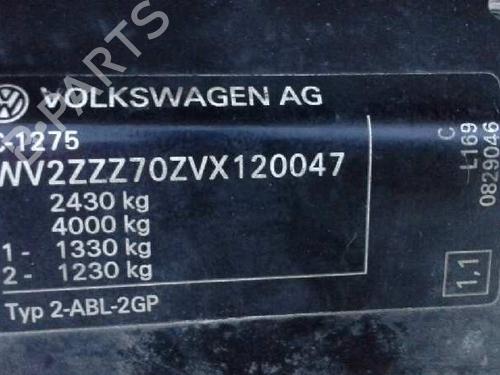 VOLKSWAGEN AG
-1275
WV2ZZZ70ZVX120047
2430 kg
4000 kg
1- 1330 kg
2- 1230 kg
Typ 2-ABL-2GP
C
L169
0829046
1,1
PARTS